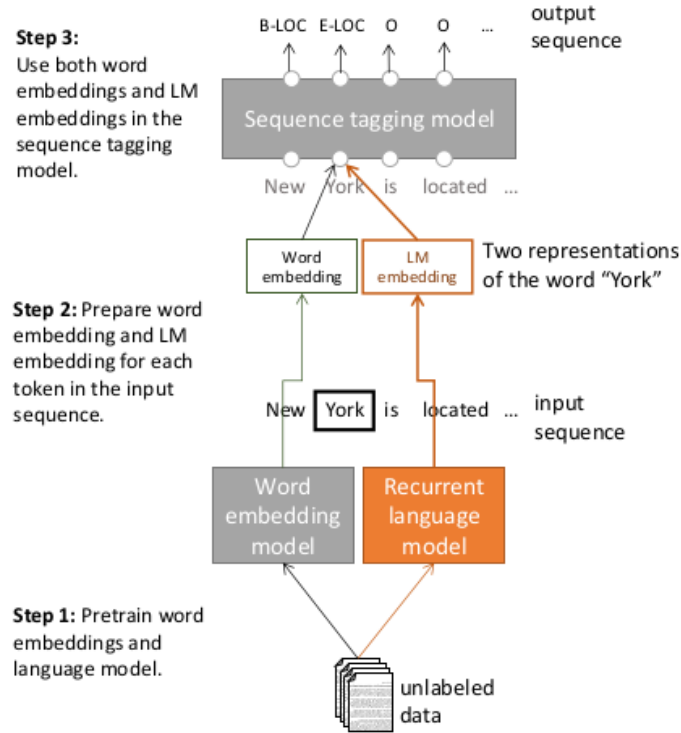 B-LOC E-LOC O O ...
output
sequence
Step 3:
Use both word
embeddings and LM
embeddings in the
sequence tagging
model.
Sequence tagging model
New York is located ...
Word
embedding
LM
embedding
Two representations
of the word “York”
Step 2: Prepare word
embedding and LM
embedding for each
token in the input
sequence.
New York is located ...
input
sequence
Word
embedding
model
Recurrent
language
model
Step 1: Pretrain word
embeddings and
language model.
unlabeled
data